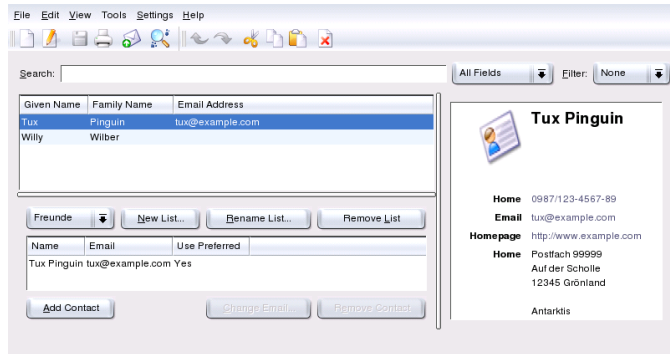 File Edit View Tools Settings Help
Search: All Fields Filter: None
Given Name Family Name Email Address
Tux Pinguin tux@example.com
Willy Wilber
Freunde New List... Rename List... Remove List
Name Email Use Preferred
Tux Pinguin tux@example.com Yes
Add Contact Change Email... Remove Contact
Tux Pinguin
Home 0987/123-4567-89
Email tux@example.com
Homepage http://www.example.com
Home Postfach 99999
Auf der Scholle
12345 Grönland
Antarktis